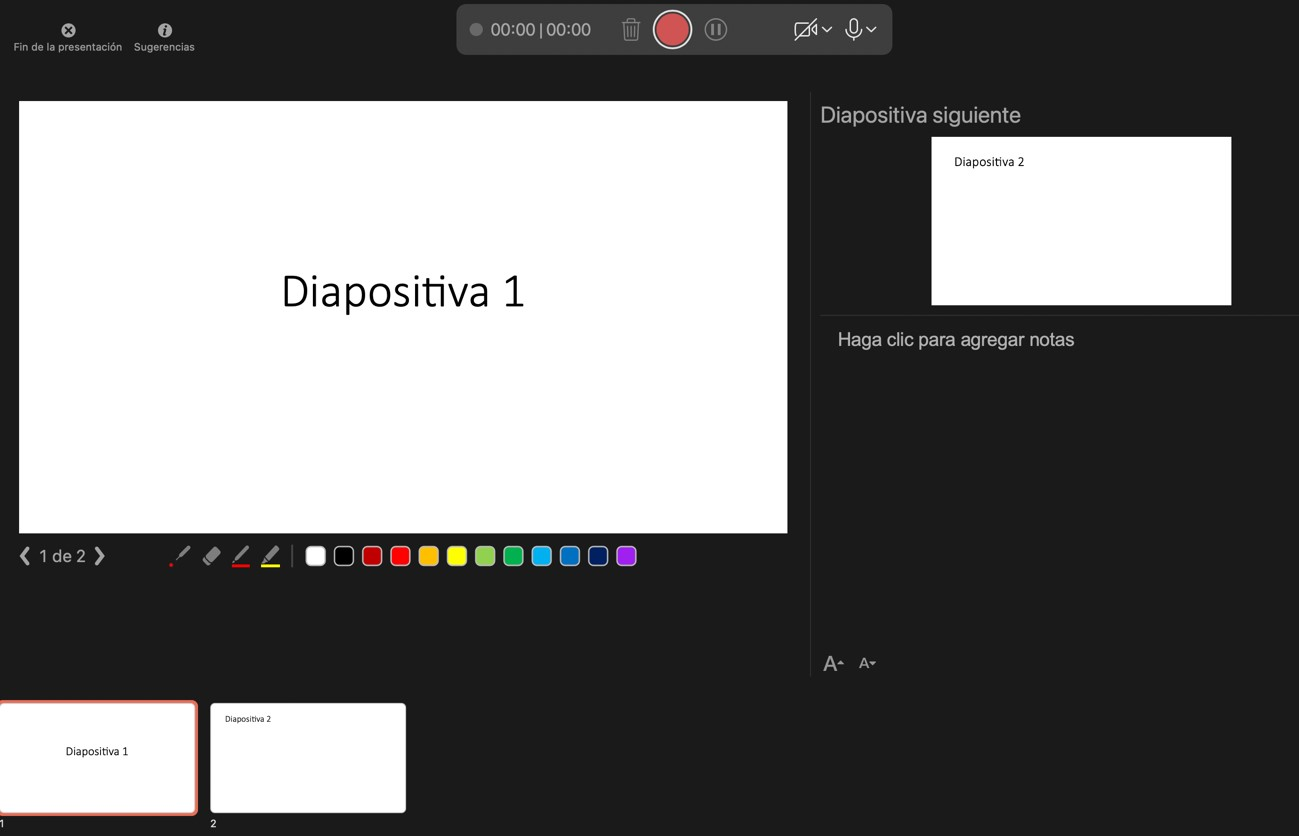 Fin de la presentación
Sugerencias
00:00 | 00:00
Diapositiva 1
Diapositiva siguiente
Diapositiva 2
Haga clic para agregar notas
1 de 2
A A
Diapositiva 1
1
Diapositiva 2
2